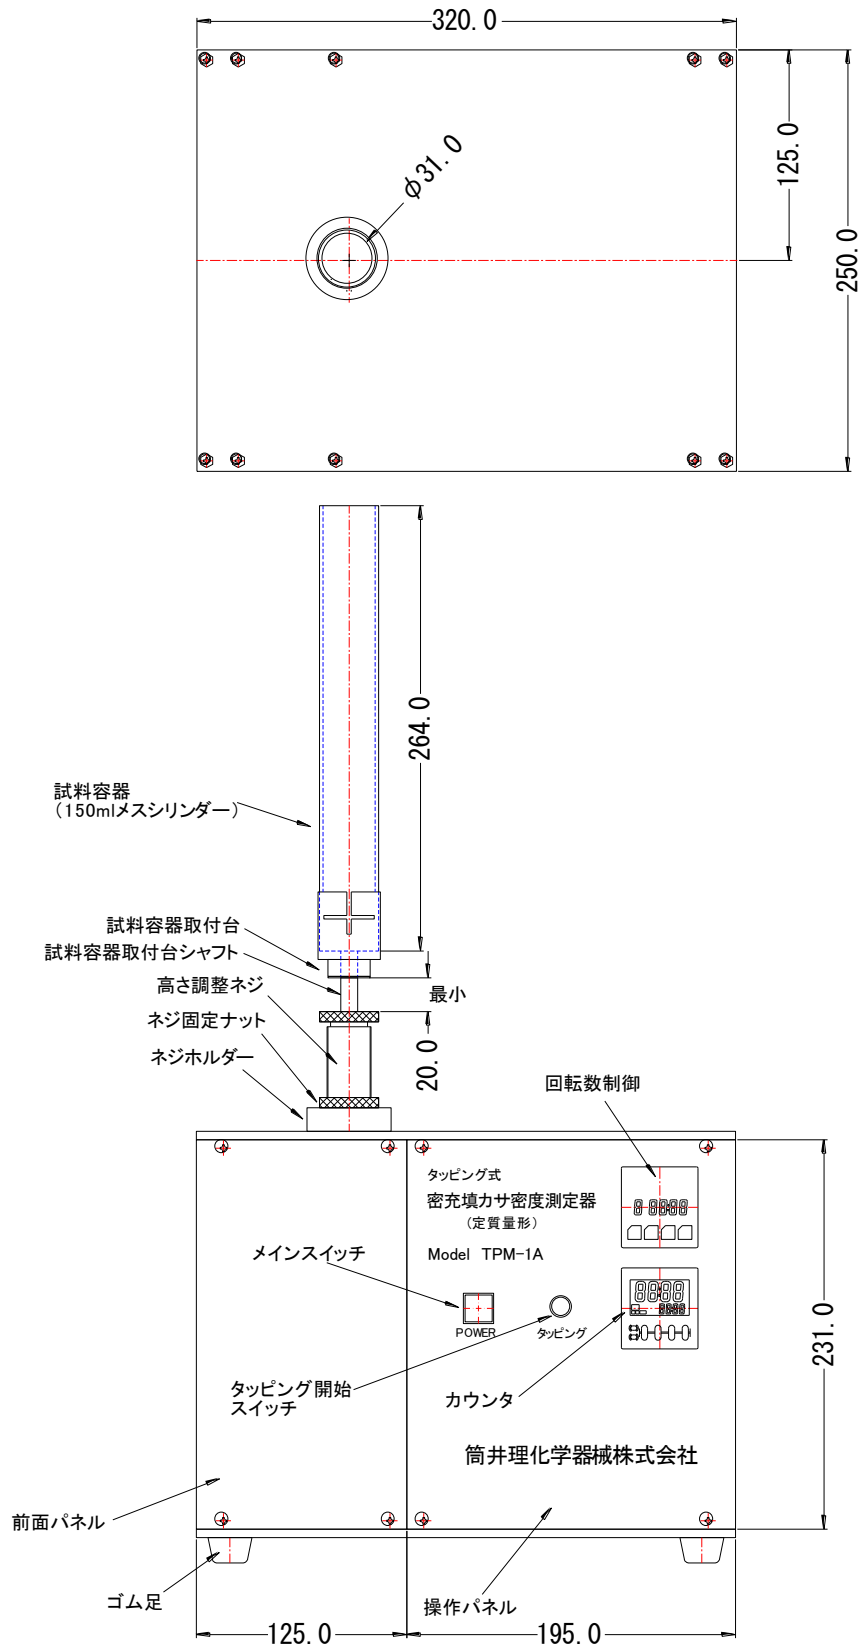 320.0
φ31.0
125.0
250.0
264.0
試料容器
（150mlメスシリンダー）
試料容器取付台
試料容器取付台シャフト
高さ調整ネジ
最小
20.0
ネジ固定ナット
ネジホルダー
回転数制御
タッピング式
密充填カサ密度測定器
（定質量形）
Model TPM-1A
メインスイッチ
POWER
タッピング
231.0
タッピング開始
スイッチ
カウンタ
筒井理化学器械株式会社
前面パネル
ゴム足
操作パネル
125.0
195.0